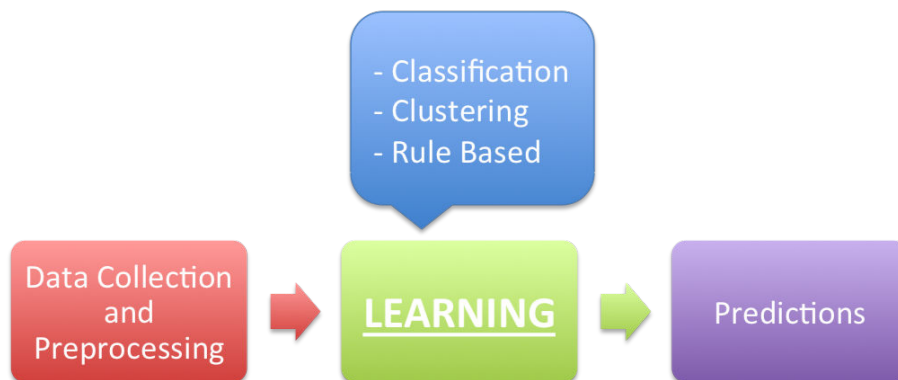 - Classification
- Clustering
- Rule Based
Data Collection
and
Preprocessing
LEARNING
Predictions